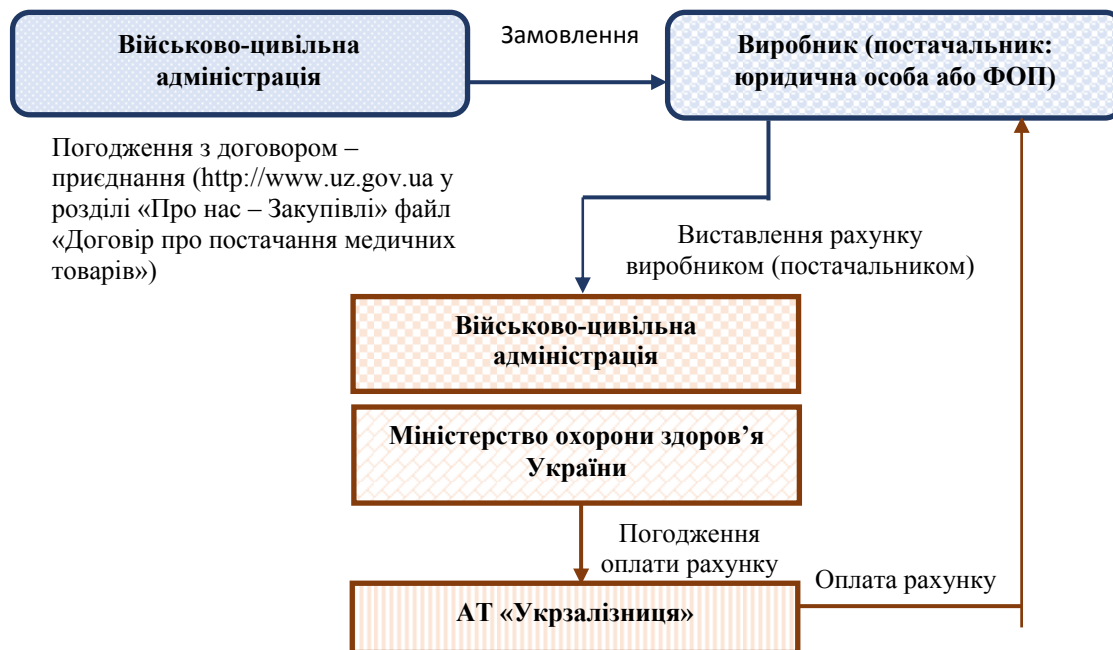 Військово-цивільна
адміністрація
Замовлення
Виробник (постачальник:
юридична особа або ФОП)
Погодження з договором –
приєднання (http://www.uz.gov.ua у
розділі «Про нас – Закупівлі» файл
«Договір про постачання медичних
товарів»)
Виставлення рахунку
виробником (постачальником)
Військово-цивільна
адміністрація
Міністерство охорони здоров’я
України
Погодження
оплати рахунку
АТ «Укрзалізниця»
Оплата рахунку